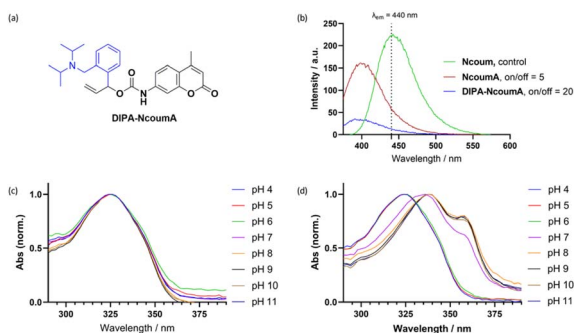 (a)
N
O
O
N
H
O
O
DIPA-NcoumA
(b)
λem = 440 nm
Intensity / a.u.
250
200
150
100
50
0
400
450
500
550
600
Wavelength / nm
Ncoum, control
NcoumA, on/off = 5
DIPA-NcoumA, on/off = 20
(c)
Abs (norm.)
1.0
0.5
0.0
300
325
350
375
Wavelength / nm
pH 4
pH 5
pH 6
pH 7
pH 8
pH 9
pH 10
pH 11
(d)
Abs (norm.)
1.0
0.5
0.0
300
325
350
375
Wavelength / nm
pH 4
pH 5
pH 6
pH 7
pH 8
pH 9
pH 10
pH 11